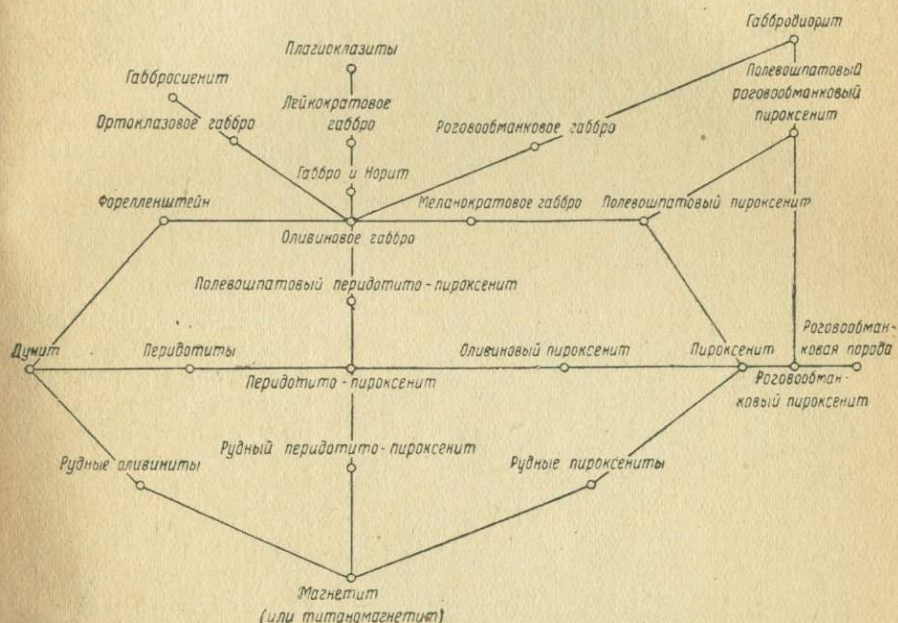 Габбродиорит
Плагиоклазиты
Габбросиенит
Полевошпатовый
роговообманковый
пироксенит
Лейкократовое
габбро
Ортоклазовое габбро
Роговообманковое габбро
Габбро и Норит
Форелленштейн
Меланократовое габбро
Полевошпатовый пироксенит
Оливиновое габбро
Полевошпатовый перидотито-пироксенит
Роговообман-
ковая порода
Дунит
Перидотиты
Оливиновый пироксенит
Пироксенит
Перидотито-пироксенит
Роговообман-
ковый пироксенит
Рудные оливиниты
Рудный перидотито-пироксенит
Рудные пироксениты
Магнетит
(или титаномагнетит)